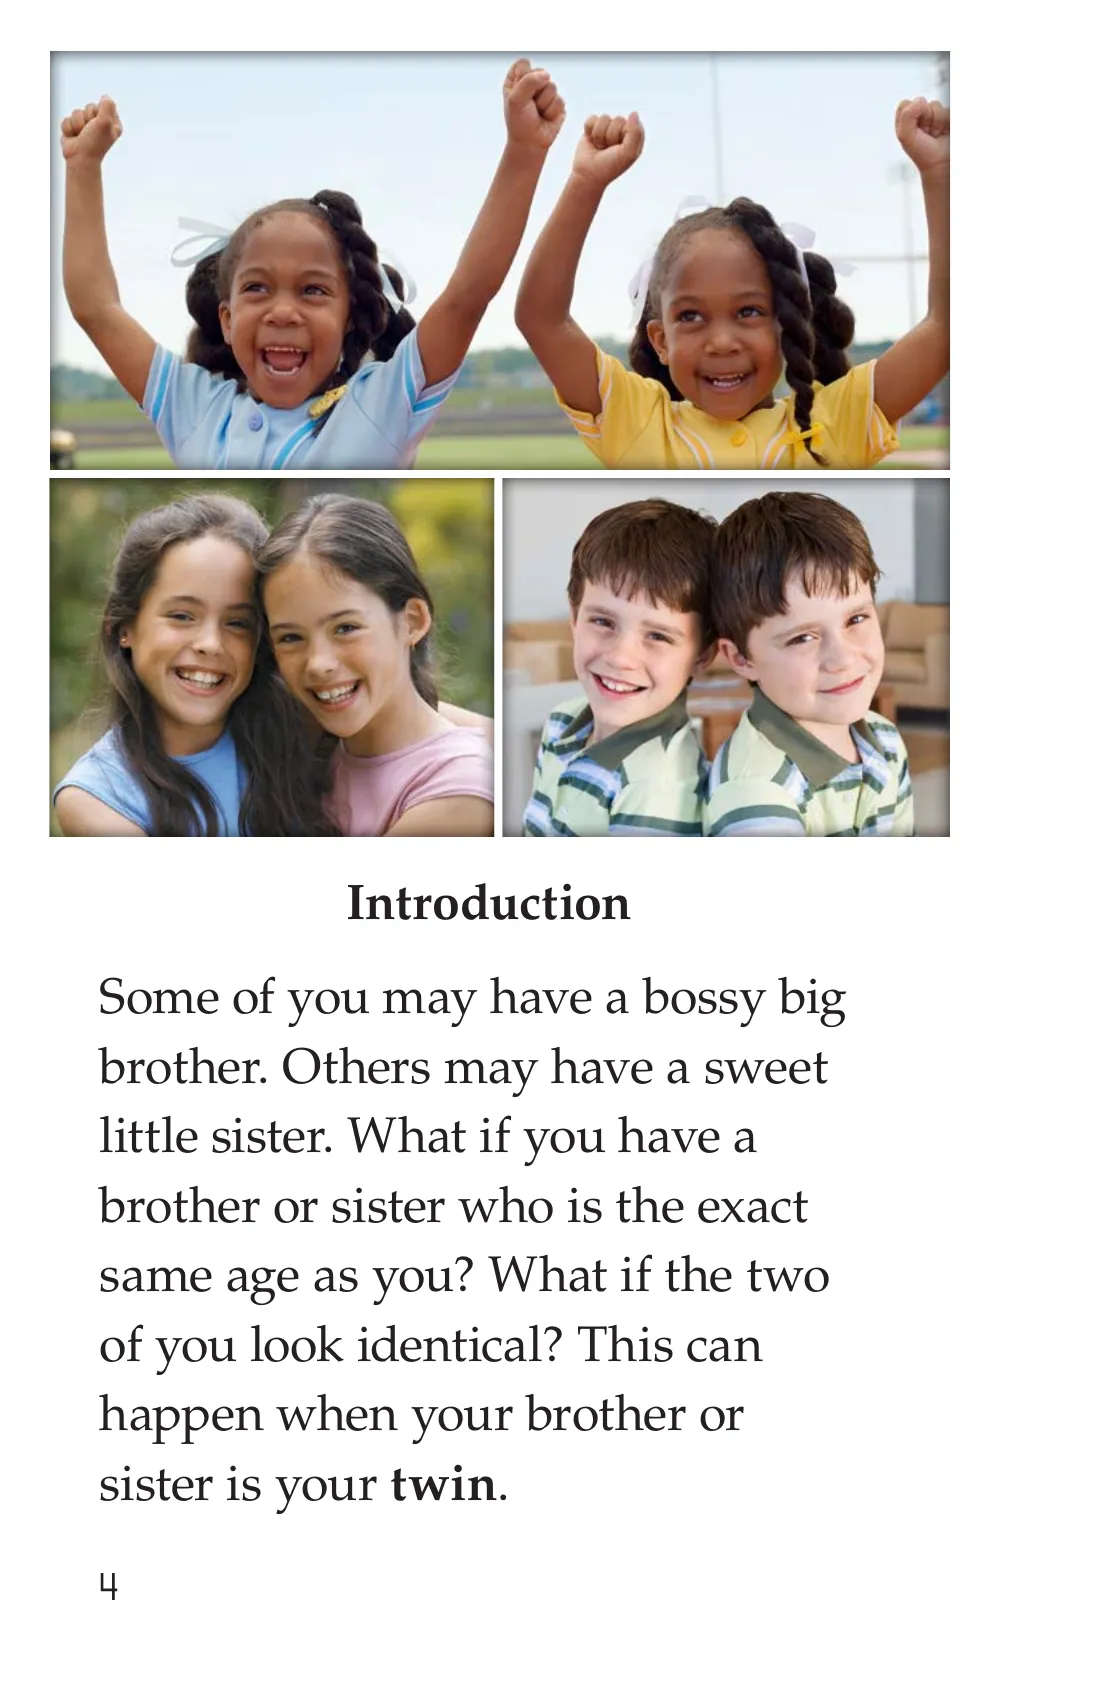 Introduction
Some of you may have a bossy big
brother. Others may have a sweet
little sister. What if you have a
brother or sister who is the exact
same age as you? What if the two
of you look identical? This can
happen when your brother or
sister is your twin.
4